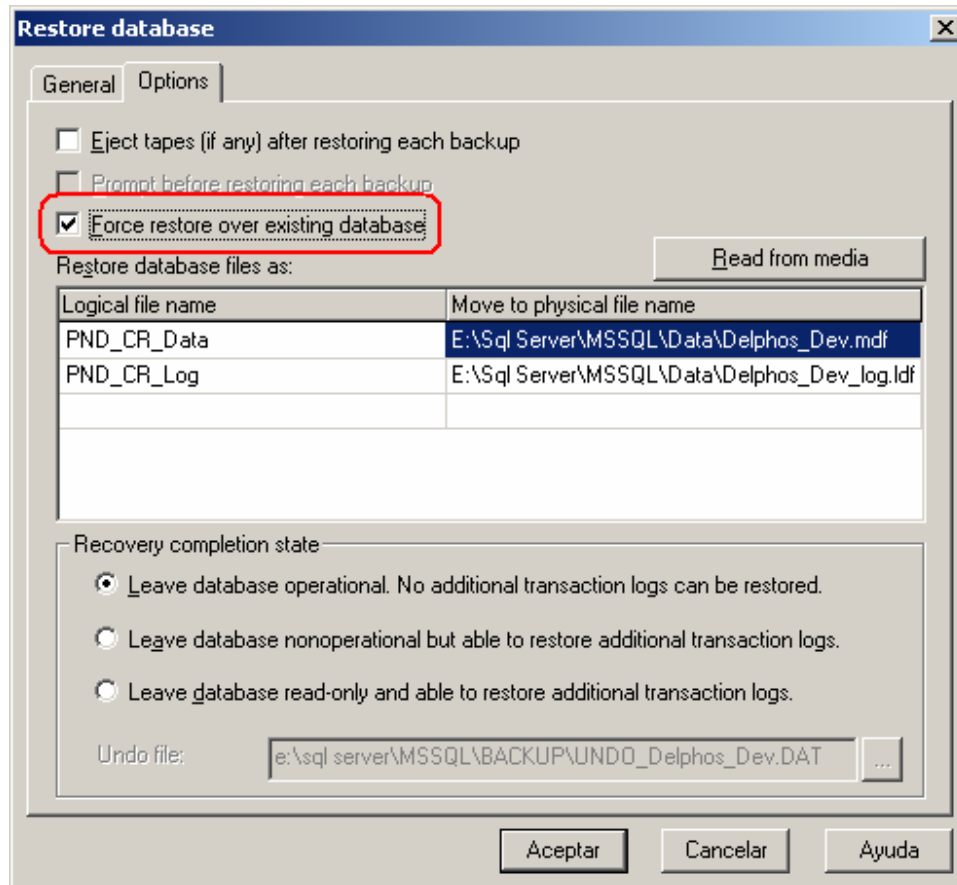 Restore database
General Options
Eject tapes (if any) after restoring each backup
Prompt before restoring each backup
Force restore over existing database
Read from media
Restore database files as:
Logical file name Move to physical file name
PND_CR_Data E:\Sql Server\MSSQL\Data\Delphos_Dev.mdf
PND_CR_Log E:\Sql Server\MSSQL\Data\Delphos_Dev_log.ldf
Recovery completion state
Leave database operational. No additional transaction logs can be restored.
Leave database nonoperational but able to restore additional transaction logs.
Leave database read-only and able to restore additional transaction logs.
Undo file: e:\sql server\MSSQL\BACKUP\UNDO_Delphos_Dev.DAT ...
Aceptar Cancelar Ayuda